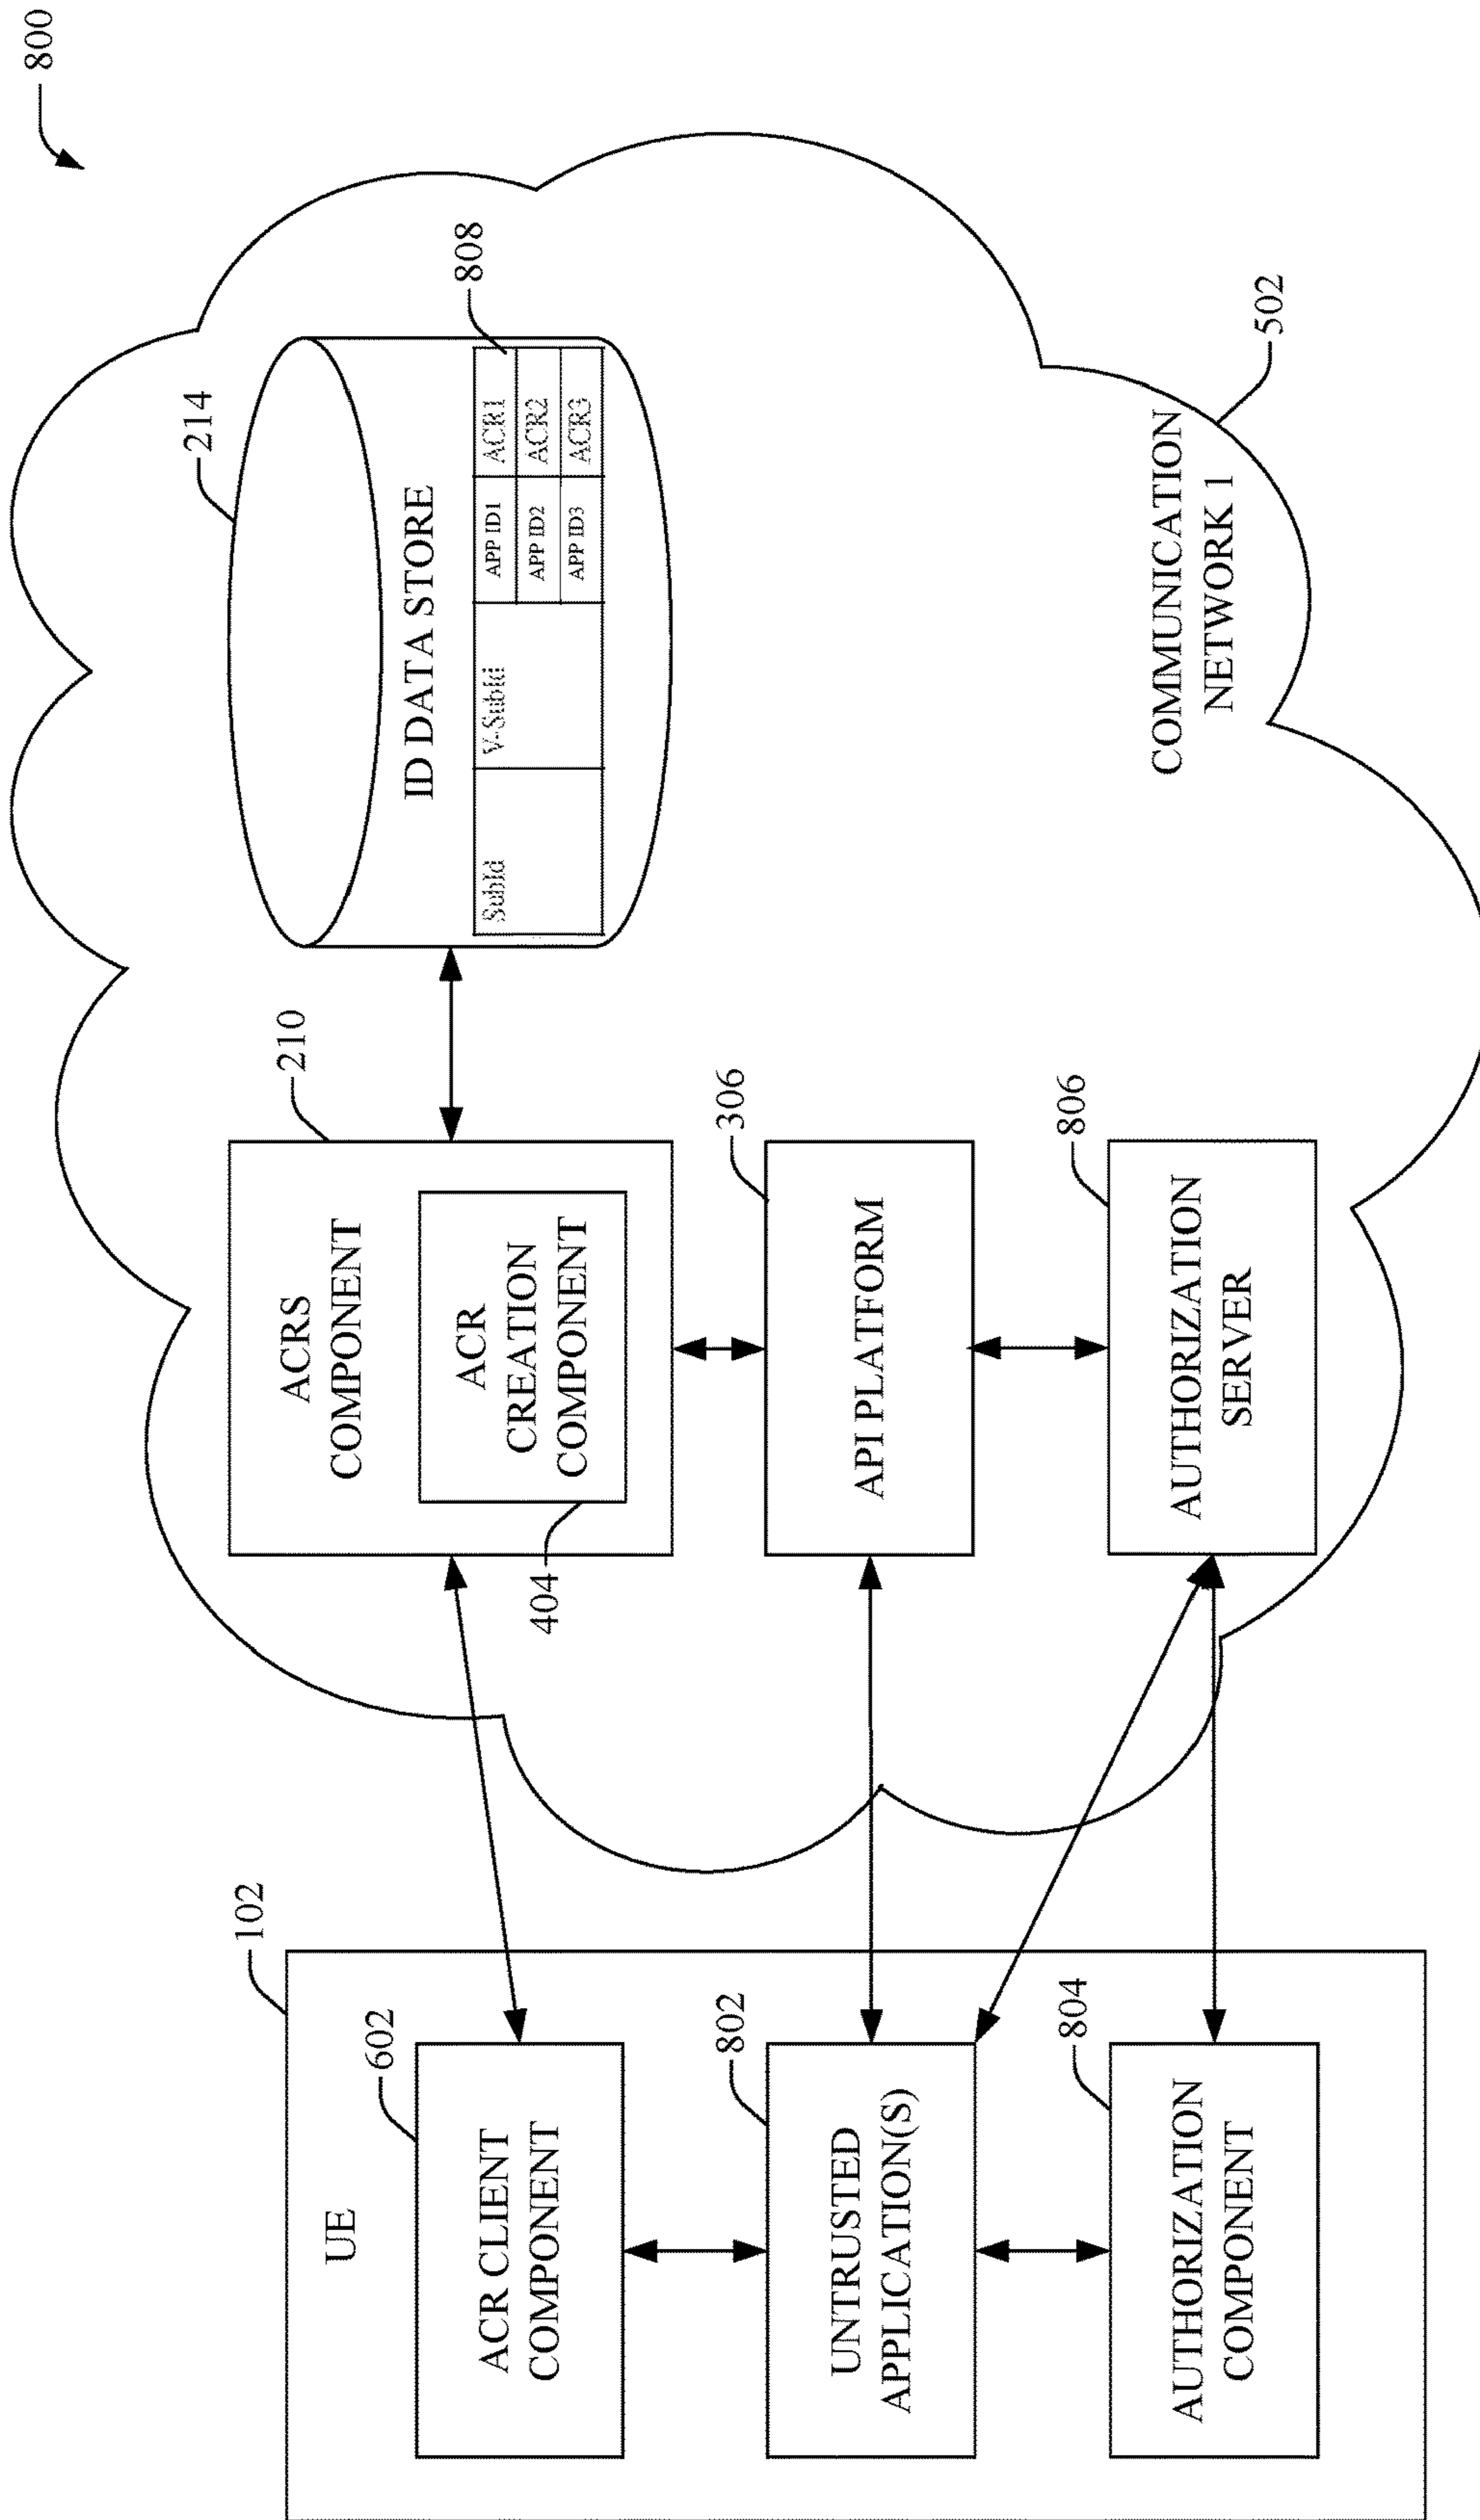 800
102
UE
602
ACR CLIENT
COMPONENT
802
UNTRUSTED
APPLICATION(S)
804
AUTHORIZATION
COMPONENT
210
ACRS
COMPONENT
ACR
CREATION
COMPONENT
404
306
API PLATFORM
806
AUTHORIZATION
SERVER
214
ID DATA STORE
808
SubId V-SubId APP ID1 ACR1
APP ID2 ACR2
APP ID3 ACR3
COMMUNICATION
NETWORK 1
502